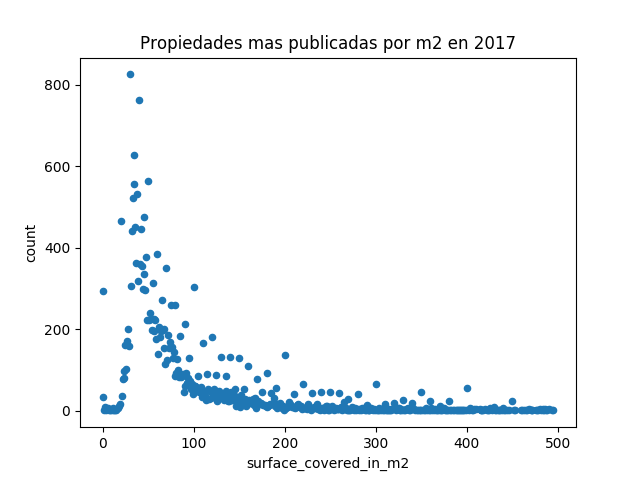 Propiedades mas publicadas por m2 en 2017
800
600
400
200
0
count
0 100 200 300 400 500
surface_covered_in_m2